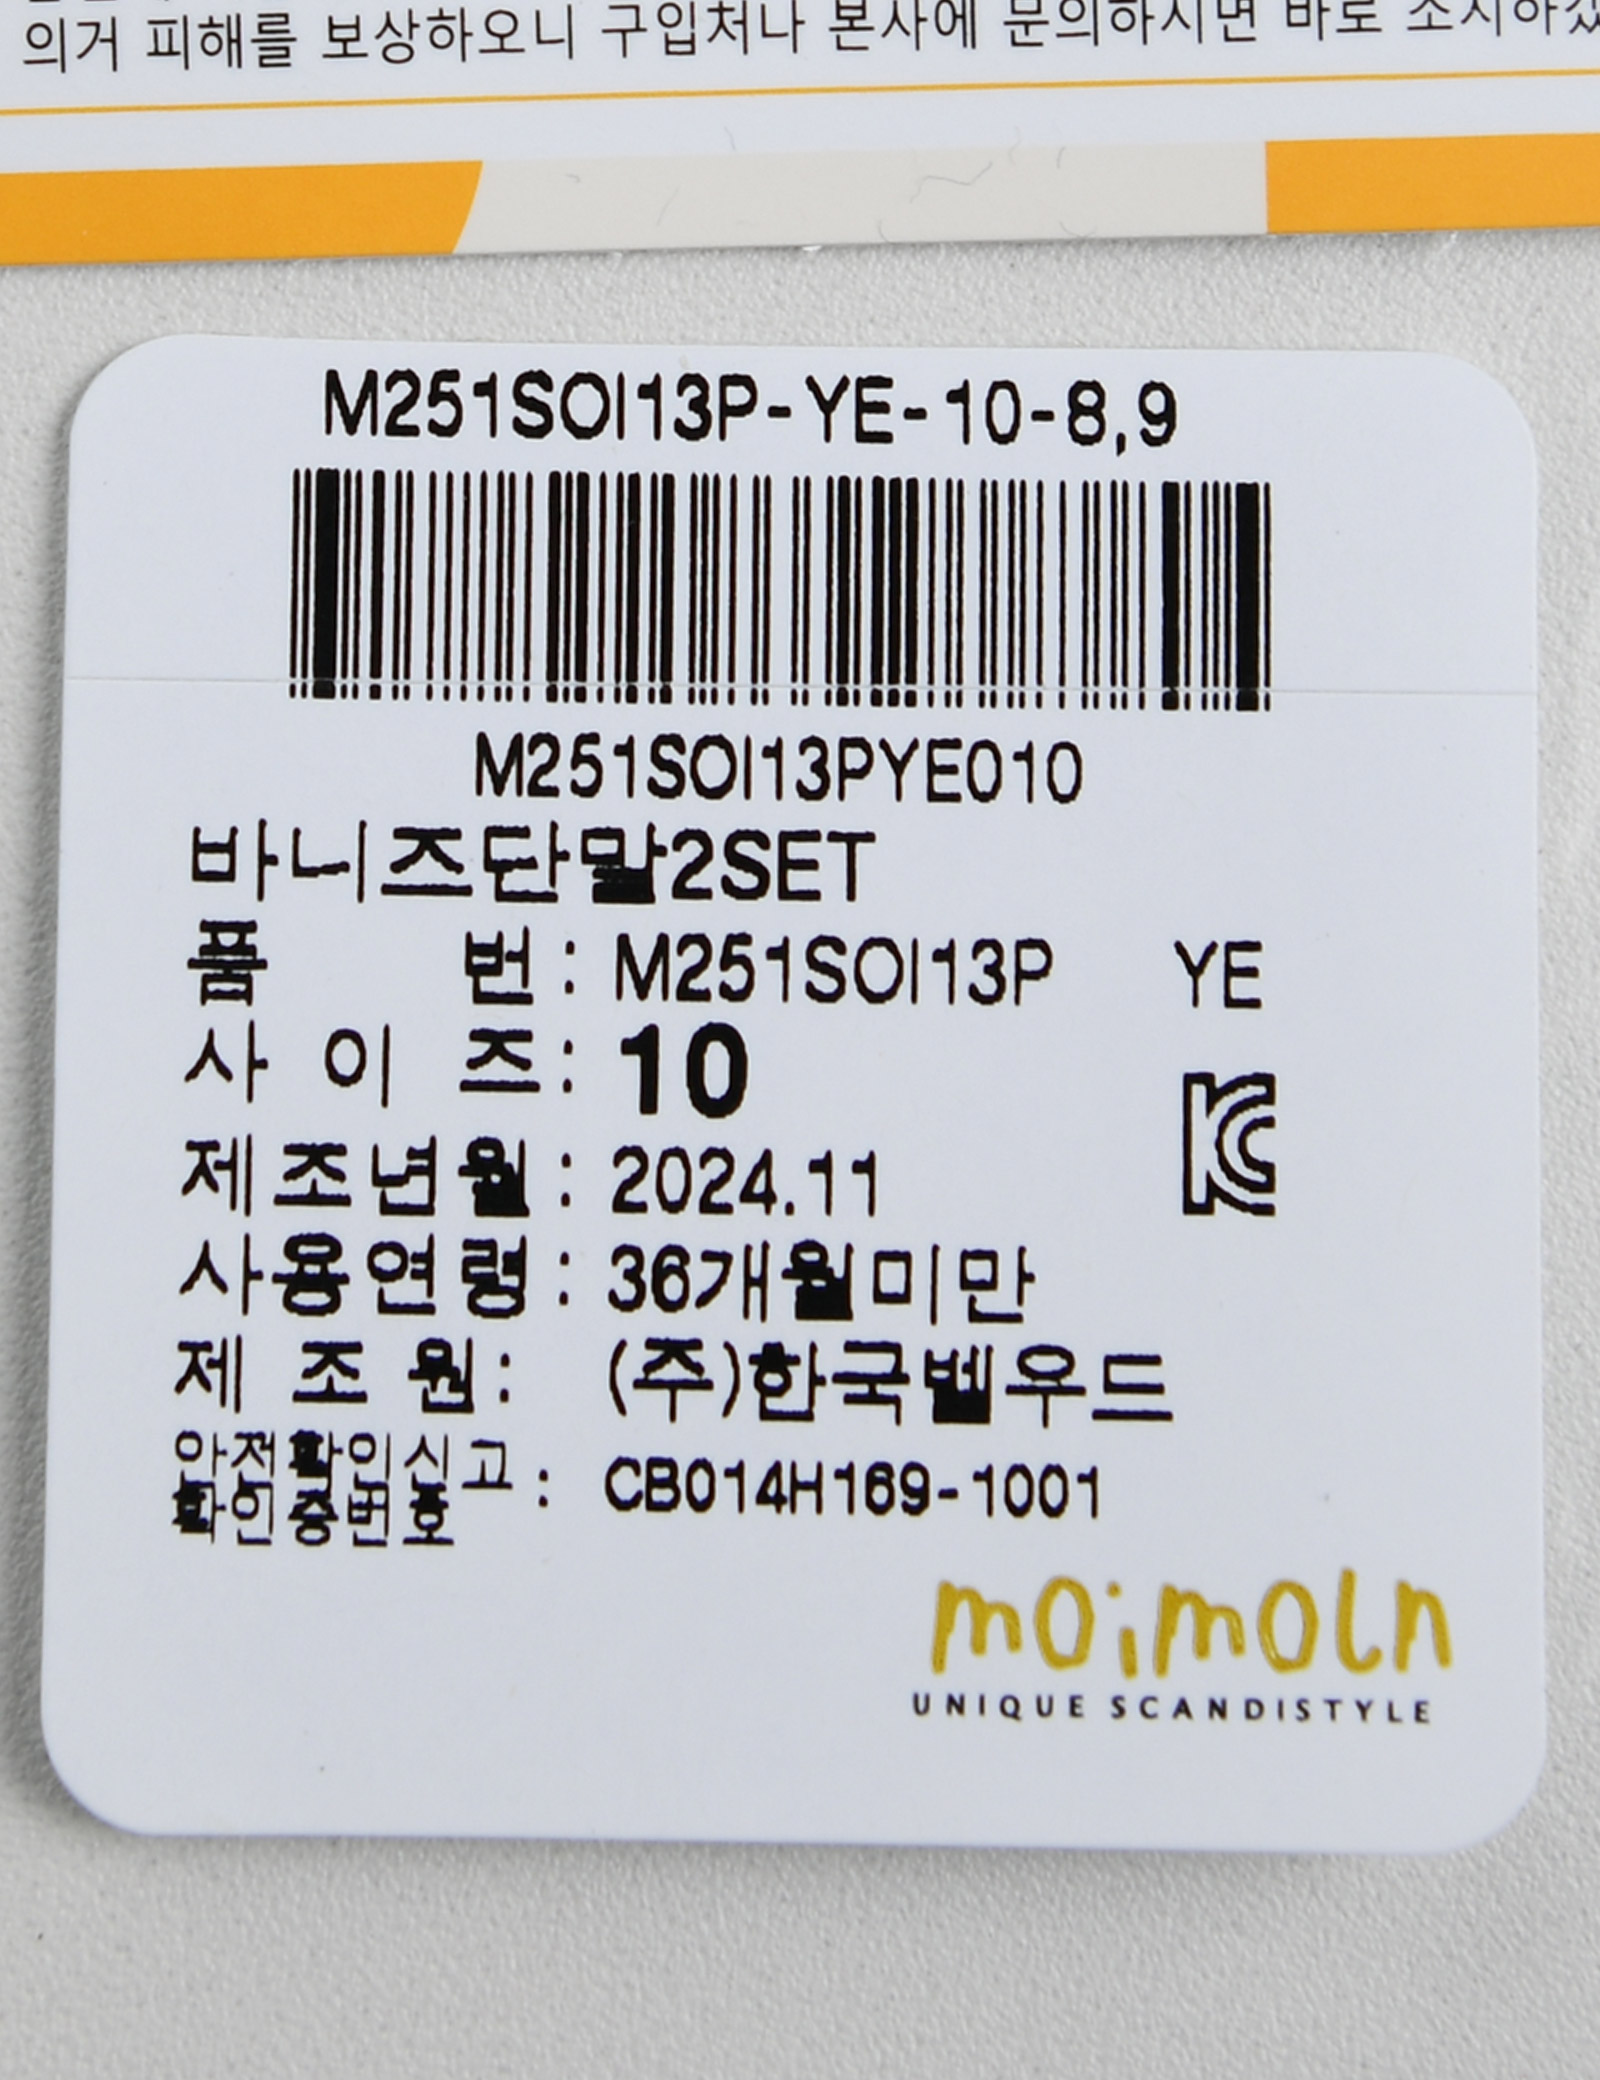 의거 피해를 보상하오니 구입처나 본사에 문의하시면 바로
M251SOI13P-YE-10-8,9
M251SOI13PYE010
바니즈단말2SET
품 번 : M251SOI13P YE
사 이 즈 : 10
제조년월 : 2024.11
사용연령 : 36개월미만
제 조 원 : (주)한국벨우드
안전확인신고 : CB014H169-1001
확인증번호
moimoln
UNIQUE SCANDISTYLE